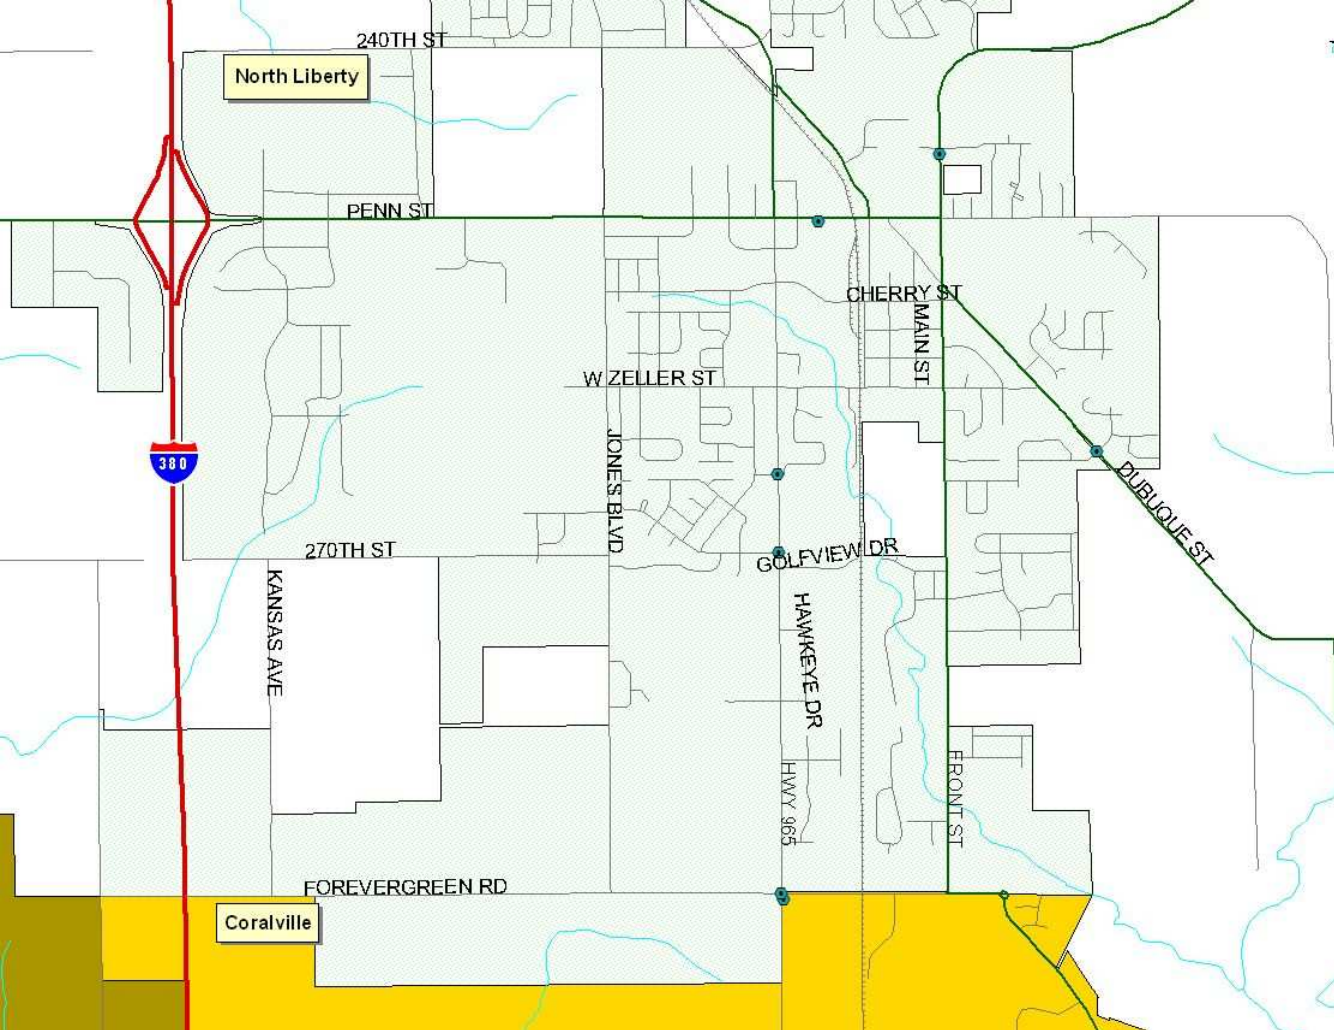 240TH ST
North Liberty
PENN ST
CHERRY ST
MAIN ST
W ZELLER ST
JONES BLVD
380
DUBUQUE ST
270TH ST
GOLFVIEW DR
KANSAS AVE
HAWKEYE DR
HWY 965
FRONT ST
FOREVERGREEN RD
Coralville